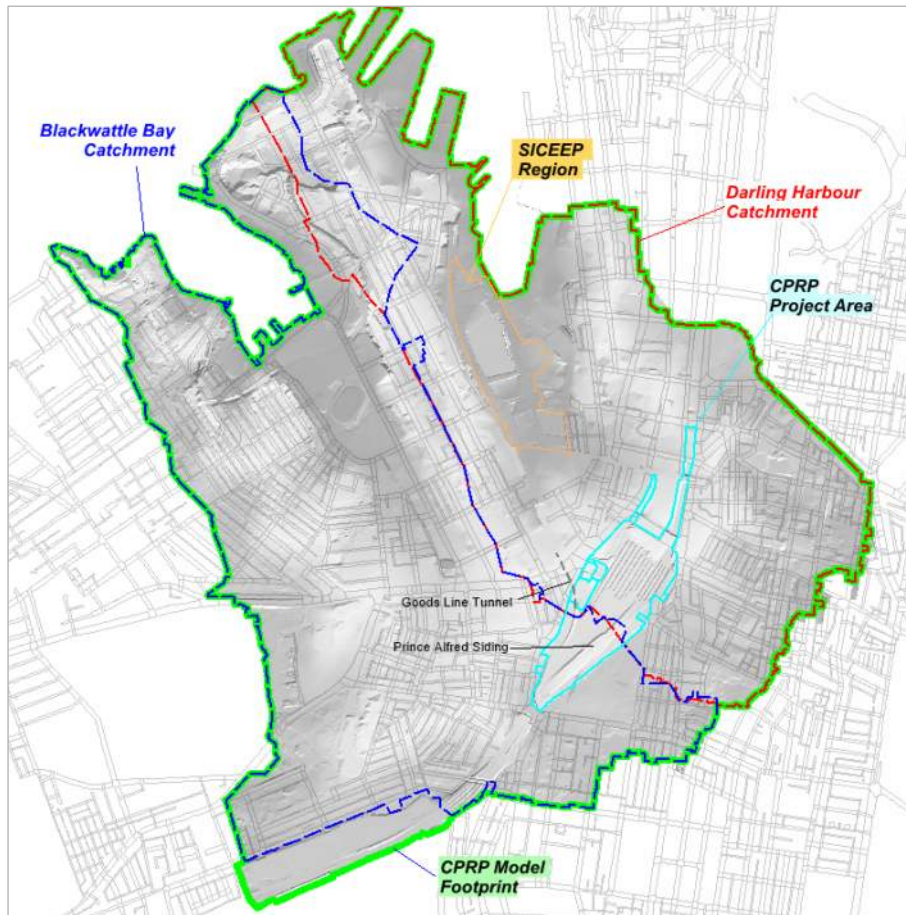 Blackwattle Bay
Catchment
SICEEP
Region
Darling Harbour
Catchment
CPRP
Project Area
Goods Line Tunnel
Prince Alfred Siding
CPRP Model
Footprint